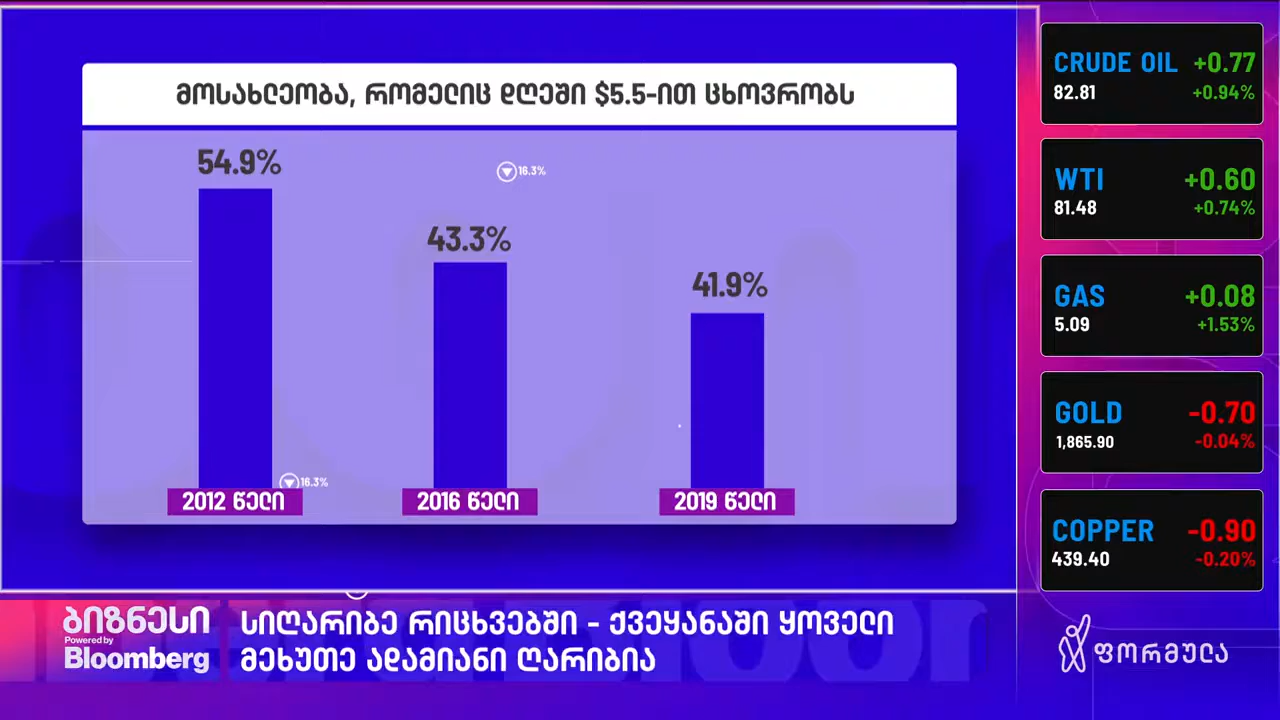 მოსახლეობა, რომელიც დღეში $5.5-ით ცხოვრობს
54.9%
16.3%
43.3%
41.9%
16.3%
2012 წელი
2016 წელი
2019 წელი
CRUDE OIL +0.77
82.81 +0.94%
WTI +0.60
81.48 +0.74%
GAS +0.08
5.09 +1.53%
GOLD -0.70
1,865.90 -0.04%
COPPER -0.90
439.40 -0.20%
ბიზნესი
Powered by
Bloomberg
სიღარიბე რიცხვებში - ქვეყანაში ყოველი
მეხუთე ადამიანი ღარიბია
ფორმულა